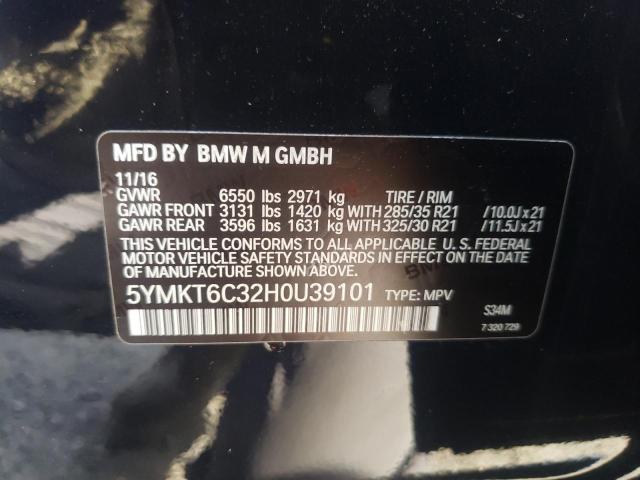 MFD BY BMW M GMBH
11/16
GVWR 6550 lbs 2971 kg TIRE / RIM
GAWR FRONT 3131 lbs 1420 kg WITH 285/35 R21 /10.0J x 21
GAWR REAR 3596 lbs 1631 kg WITH 325/30 R21 /11.5J x 21
THIS VEHICLE CONFORMS TO ALL APPLICABLE U. S. FEDERAL
MOTOR VEHICLE SAFETY STANDARDS IN EFFECT ON THE DATE OF
MANUFACTURE SHOWN ABOVE.
5YMKT6C32H0U39101 TYPE: MPV
S34M
7 320 729